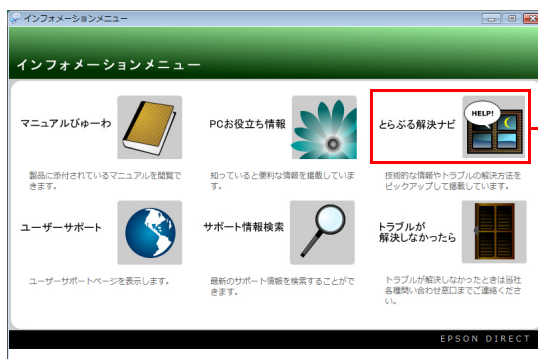 インフォメーションメニュー
インフォメーションメニュー
マニュアルびゅーわ
製品に添付されているマニュアルを閲覧で
きます。
PCお役立ち情報
知っていると便利な情報を掲載していま
す。
とらぶる解決ナビ
HELP!
技術的な情報やトラブルの解決方法を
ピックアップして掲載しています。
ユーザーサポート
ユーザーサポートページを表示します。
サポート情報検索
最新のサポート情報を検索することがで
きます。
トラブルが
解決しなかったら
トラブルが解決しなかったときは当社
各種問い合わせ窓口までご連絡くださ
い。
EPSON DIRECT